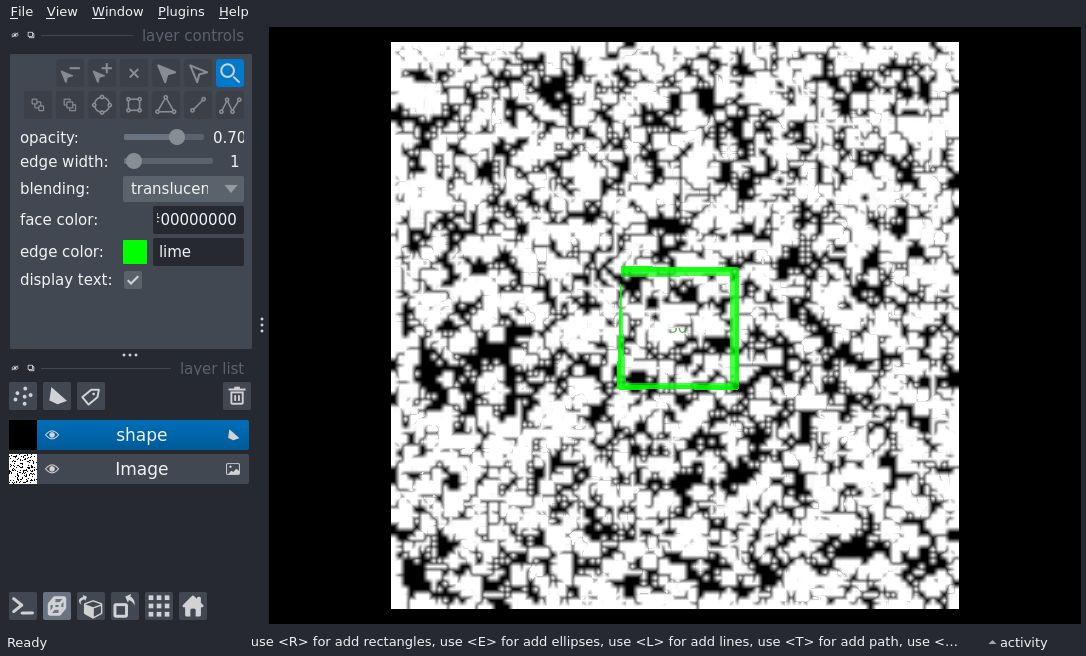 File View Window Plugins Help
layer controls
opacity: 0.70
edge width: 1
blending: translucen
face color: #00000000
edge color: lime
display text:
layer list
shape
Image
Ready use <R> for add rectangles, use <E> for add ellipses, use <L> for add lines, use <T> for add path, use <... activity